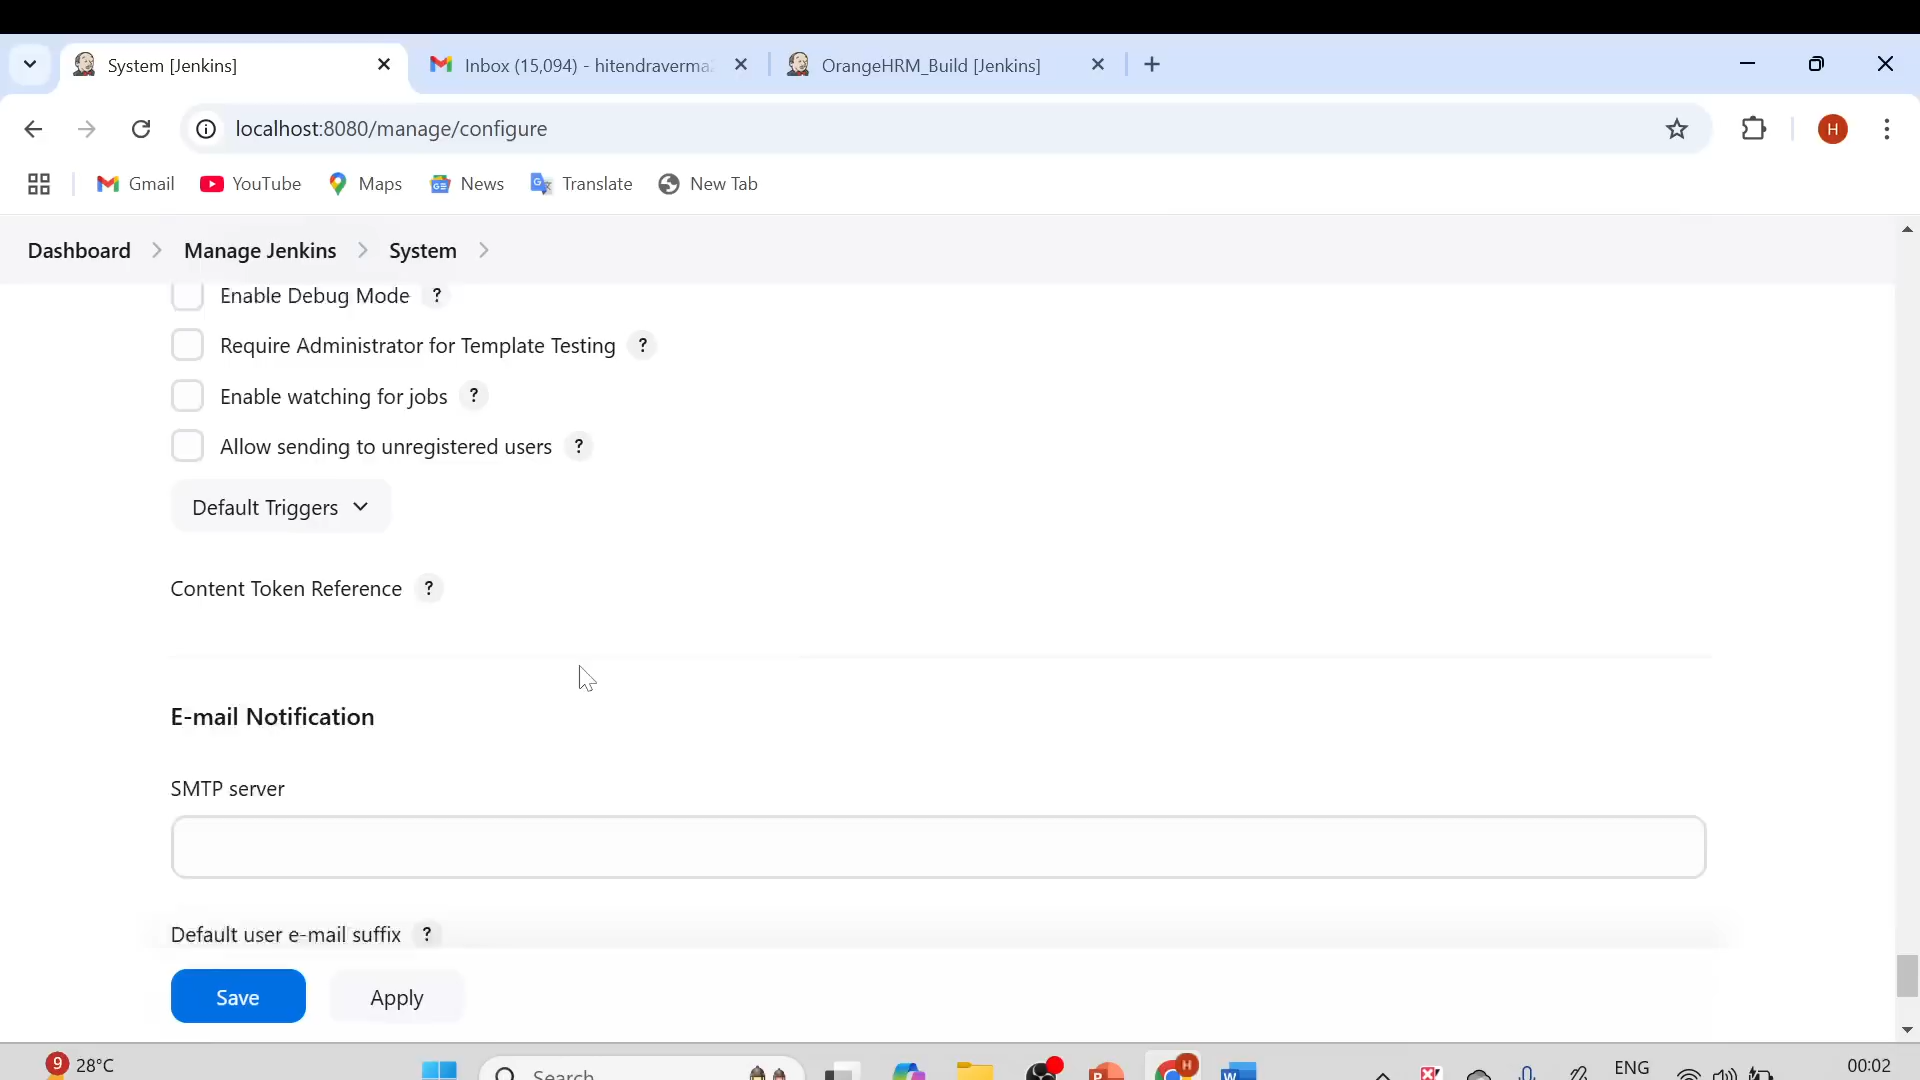 System [Jenkins]
Inbox (15,094) - hitendraverma
OrangeHRM_Build [Jenkins]
localhost:8080/manage/configure
H
Gmail
YouTube
Maps
News
Translate
New Tab
Dashboard
Manage Jenkins
System
Enable Debug Mode ?
Require Administrator for Template Testing ?
Enable watching for jobs ?
Allow sending to unregistered users ?
Default Triggers
Content Token Reference ?
E-mail Notification
SMTP server
Default user e-mail suffix ?
Save
Apply
9
28°C
Search
H
ENG
00:02